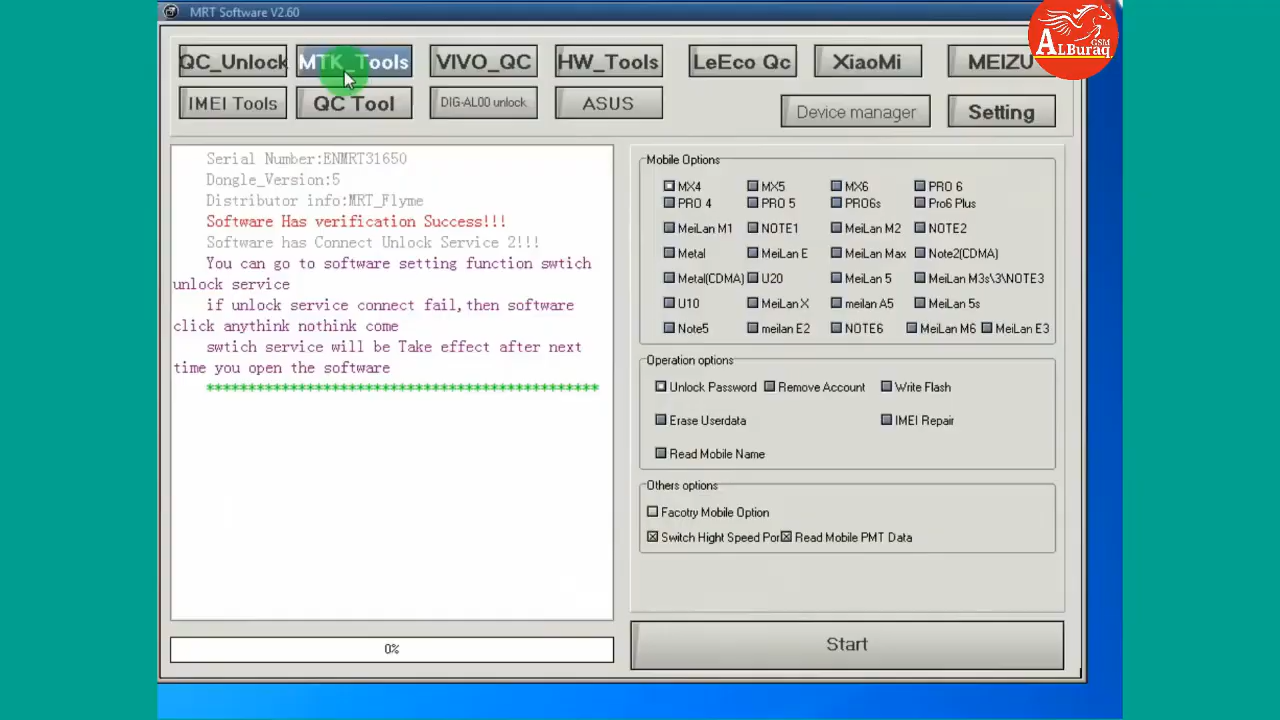 MRT Software V2.60
QC_Unlock
MTK_Tools
VIVO_QC
HW_Tools
LeEco Qc
XiaoMi
MEIZU
ALBuraq
GSM
IMEI Tools
QC Tool
DIG-AL00 unlock
ASUS
Device manager
Setting
Serial Number:ENMRT31650
Dongle_Version:5
Distributor info:MRT_Flyme
Software Has verification Success!!!
Software has Connect Unlock Service 2!!!
You can go to software setting function swtich
unlock service
if unlock service connect fail,then software
click anythink nothink come
swtich service will be Take effect after next
time you open the software
**************************************************
0%
Mobile Options
MX4 MX5 MX6 PRO 6
PRO 4 PRO 5 PRO6s Pro6 Plus
MeiLan M1 NOTE1 MeiLan M2 NOTE2
Metal MeiLan E MeiLan Max Note2(CDMA)
Metal(CDMA) U20 MeiLan 5 MeiLan M3s\3\NOTE3
U10 MeiLan X meilan A5 MeiLan 5s
Note5 meilan E2 NOTE6 MeiLan M6 MeiLan E3
Operation options
Unlock Password Remove Account Write Flash
Erase Userdata IMEI Repair
Read Mobile Name
Others options
Facotry Mobile Option
Switch Hight Speed Por Read Mobile PMT Data
Start